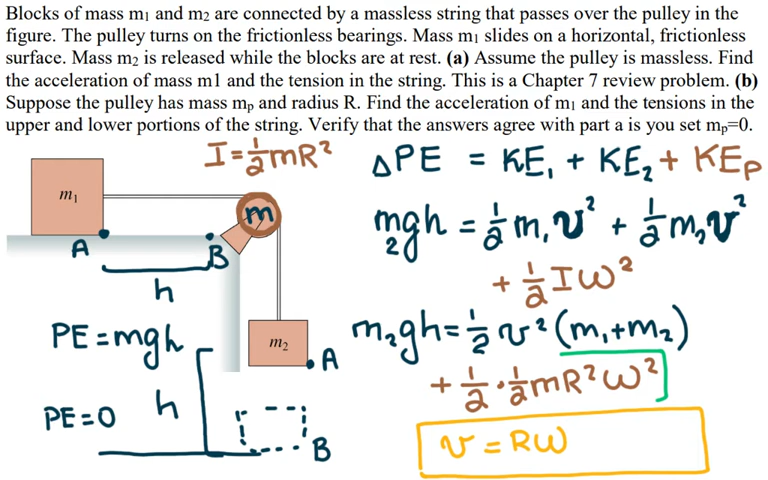 Blocks of mass m₁ and m₂ are connected by a massless string that passes over the pulley in the
figure. The pulley turns on the frictionless bearings. Mass m₁ slides on a horizontal, frictionless
surface. Mass m₂ is released while the blocks are at rest. (a) Assume the pulley is massless. Find
the acceleration of mass m1 and the tension in the string. This is a Chapter 7 review problem. (b)
Suppose the pulley has mass mₚ and radius R. Find the acceleration of m₁ and the tensions in the
upper and lower portions of the string. Verify that the answers agree with part a is you set mₚ=0.
I=½mR²
ΔPE = KE₁ + KE₂ + KEₚ
m₁
m
m₂gh = ½m₁v² + ½m₂v²
A
B
h
+ ½Iω²
PE=mgh
m₂
A
m₂gh=½v²(m₁+m₂)
+ ½·½mR²ω²
PE=0
h
B
v=Rω